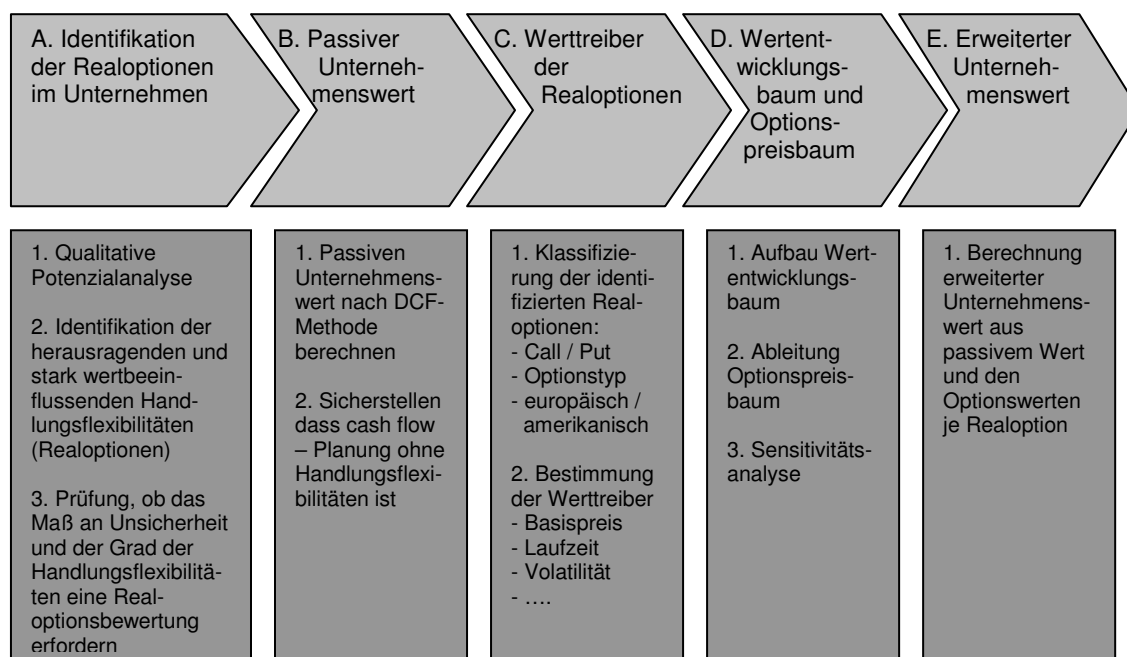 A. Identifikation
der Realoptionen
im Unternehmen
B. Passiver
Unterneh-
menswert
C. Werttreiber
der
Realoptionen
D. Wertent-
wicklungs-
baum und
Options-
preisbaum
E. Erweiterter
Unterneh-
menswert
1. Qualitative
Potenzialanalyse
2. Identifikation der
herausragenden und
stark wertbeein-
flussenden Hand-
lungsflexibilitäten
(Realoptionen)
3. Prüfung, ob das
Maß an Unsicherheit
und der Grad der
Handlungsflexibilitä-
ten eine Real-
optionsbewertung
erfordern
1. Passiven
Unternehmens-
wert nach DCF-
Methode
berechnen
2. Sicherstellen
dass cash flow
– Planung ohne
Handlungsflexi-
bilitäten ist
1. Klassifizie-
rung der identi-
fizierten Real-
optionen:
- Call / Put
- Optionstyp
- europäisch /
amerikanisch
2. Bestimmung
der Werttreiber
- Basispreis
- Laufzeit
- Volatilität
- ….
1. Aufbau Wert-
entwicklungs-
baum
2. Ableitung
Optionspreis-
baum
3. Sensitivitäts-
analyse
1. Berechnung
erweiterter
Unternehmens-
wert aus
passivem Wert
und den
Optionswerten
je Realoption